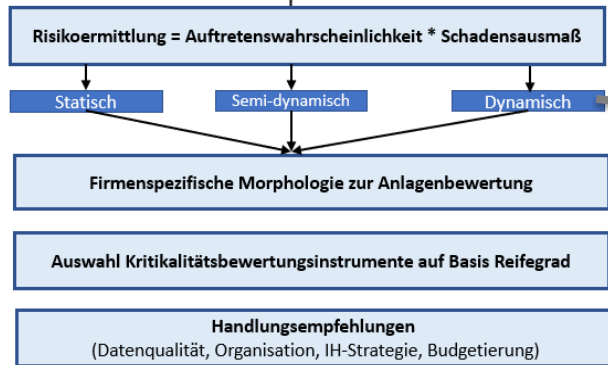 Risikoermittlung = Auftretenswahrscheinlichkeit * Schadensausmaß
Statisch
Semi-dynamisch
Dynamisch
Firmenspezifische Morphologie zur Anlagenbewertung
Auswahl Kritikalitätsbewertungsinstrumente auf Basis Reifegrad
Handlungsempfehlungen
(Datenqualität, Organisation, IH-Strategie, Budgetierung)